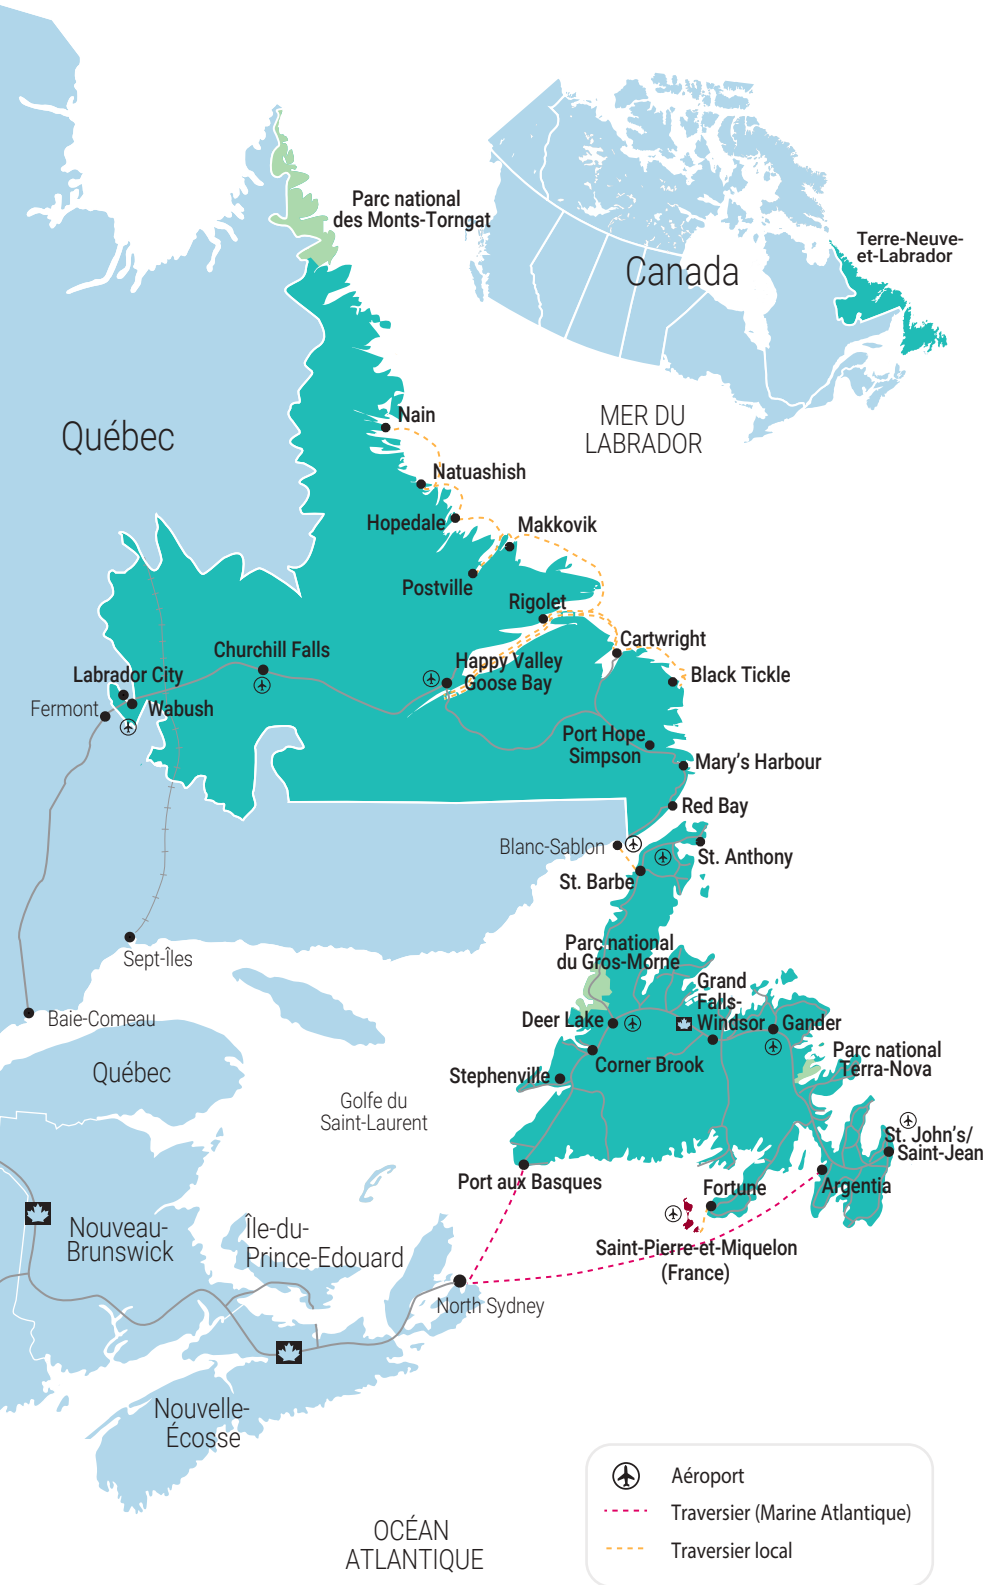 Parc national
des Monts-Torngat
Terre-Neuve-
et-Labrador
Canada
MER DU
LABRADOR
Québec
Nain
Natuashish
Hopedale
Makkovik
Postville
Rigolet
Cartwright
Churchill Falls
Happy Valley
Goose Bay
Black Tickle
Labrador City
Fermont
Wabush
Port Hope
Simpson
Mary's Harbour
Red Bay
Blanc-Sablon
St. Anthony
St. Barbe
Parc national
du Gros-Morne
Sept-Îles
Grand
Falls-
Windsor
Deer Lake
Gander
Baie-Comeau
Parc national
Terra-Nova
Corner Brook
Québec
Stephenville
Golfe du
Saint-Laurent
St. John's/
Saint-Jean
Port aux Basques
Fortune
Argentia
Nouveau-
Brunswick
Île-du-
Prince-Edouard
Saint-Pierre-et-Miquelon
(France)
North Sydney
Nouvelle-
Écosse
OCÉAN
ATLANTIQUE
Aéroport
Traversier (Marine Atlantique)
Traversier local